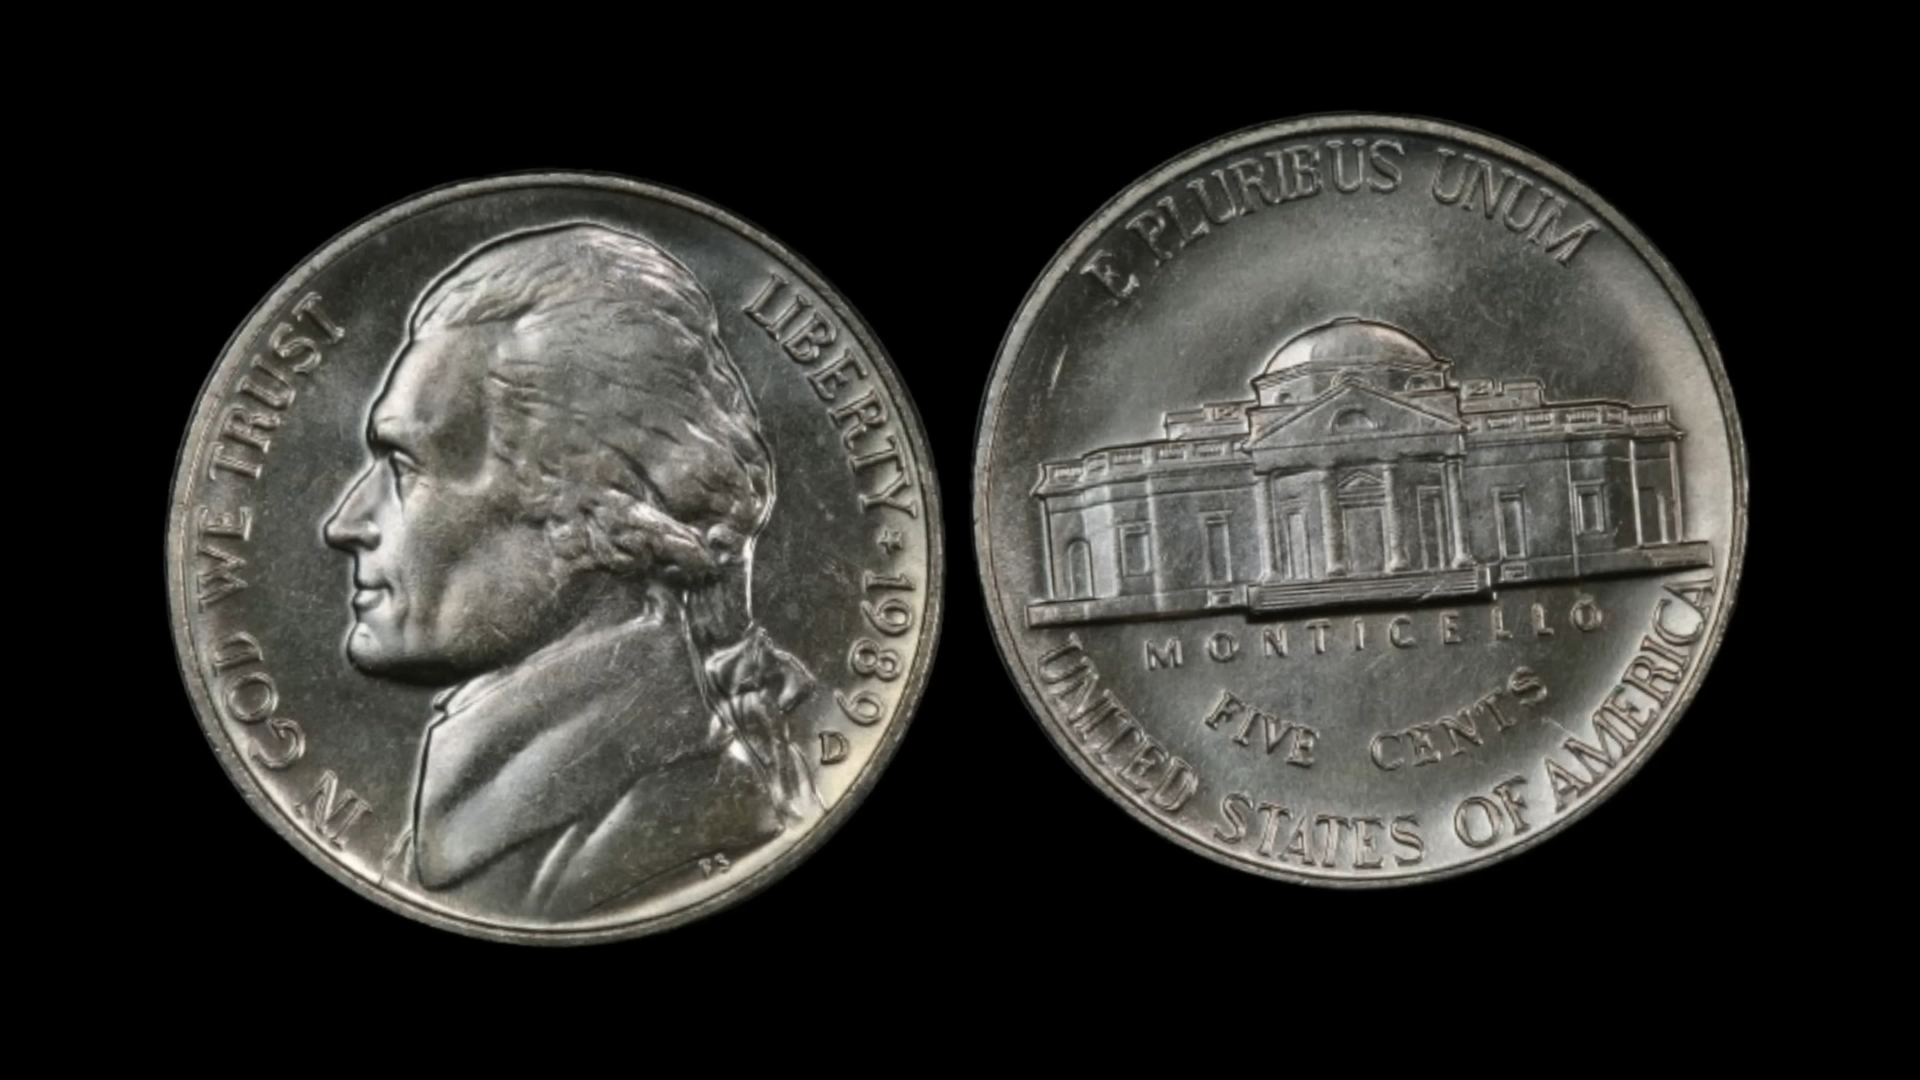 IN GOD WE TRUST
LIBERTY ★ 1989
D
FS
E PLURIBUS UNUM
MONTICELLO
FIVE CENTS
UNITED STATES OF AMERICA